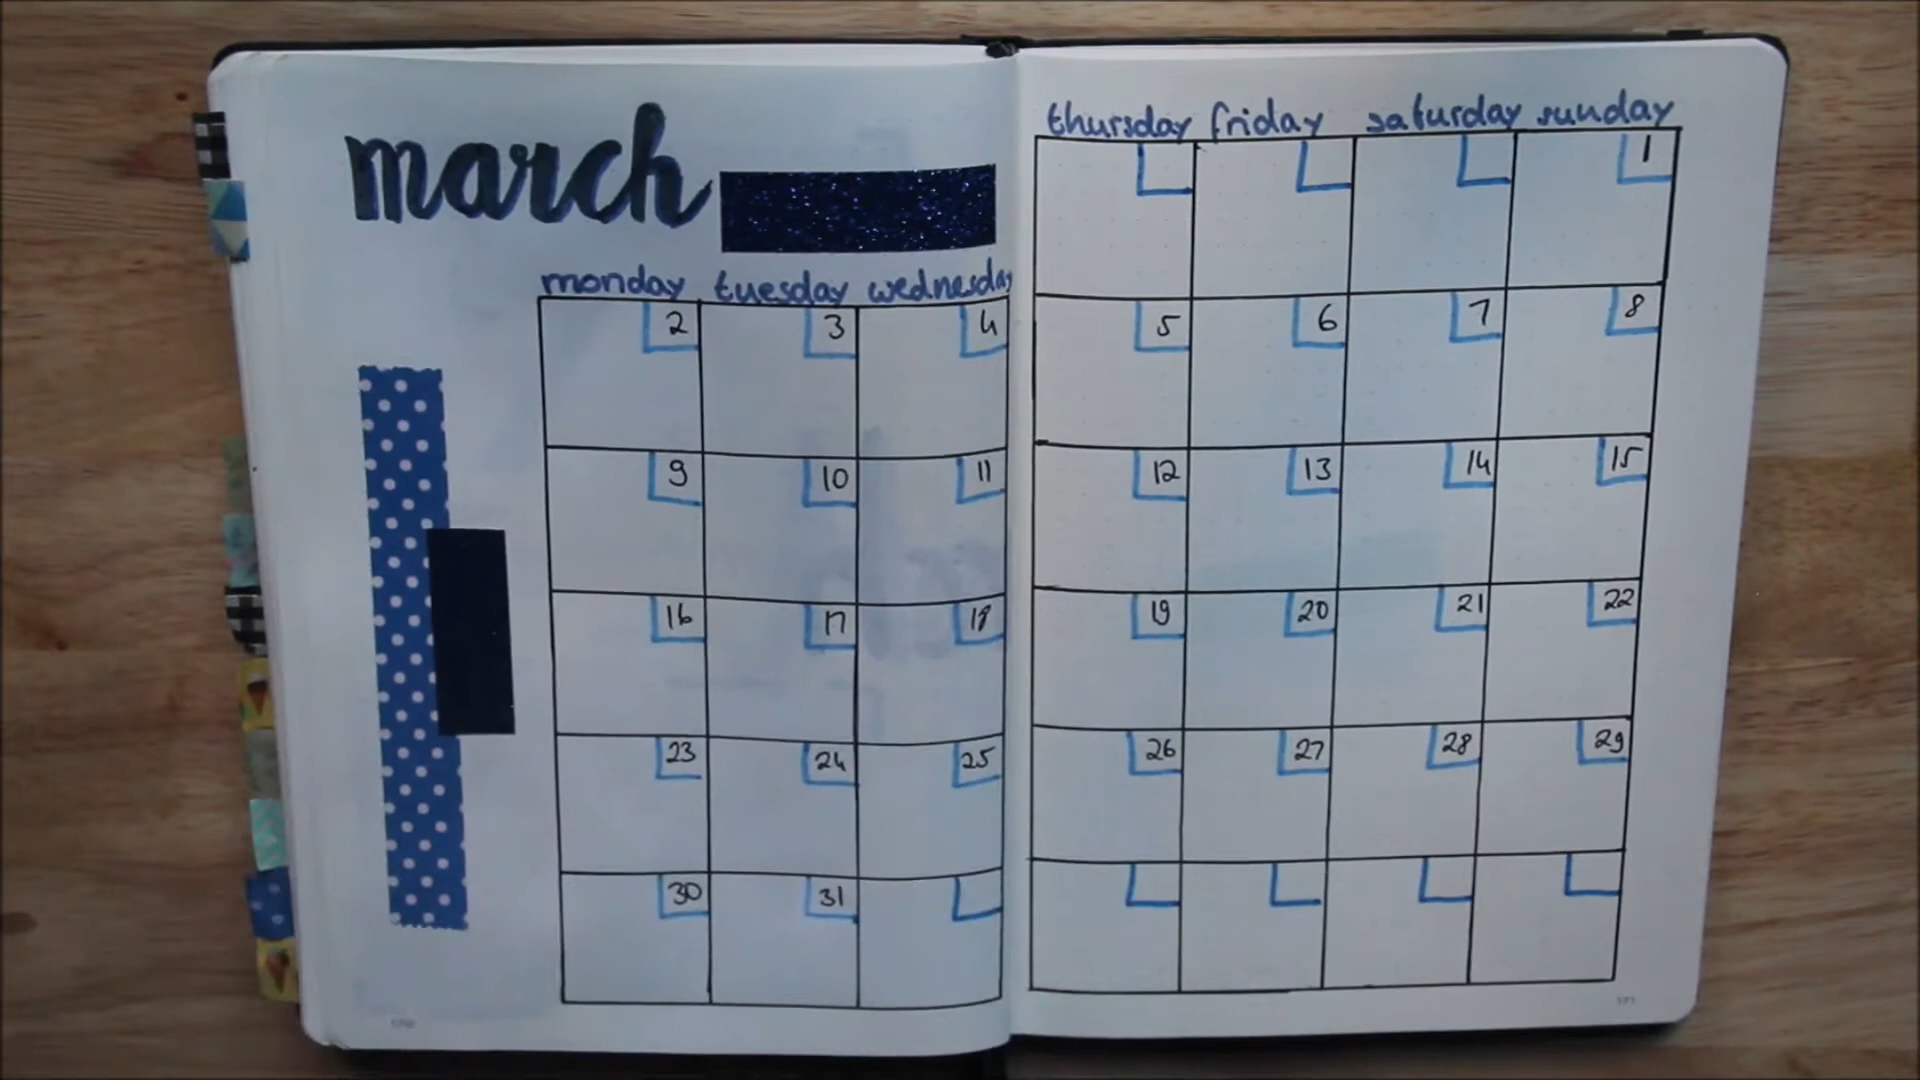 march
thursday friday saturday sunday
1
monday tuesday wednesday
2 3 4 5 6 7 8
9 10 11 12 13 14 15
16 17 18 19 20 21 22
23 24 25 26 27 28 29
30 31
171